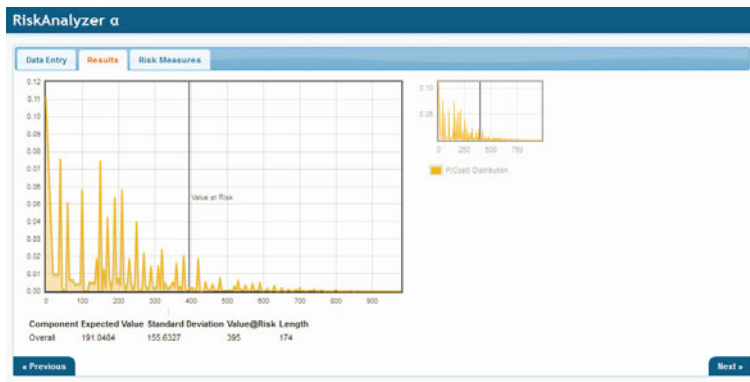 RiskAnalyzer α
Data Entry Results Risk Measures
0.12
0.11
0.10
0.09
0.08
0.07
0.06
0.05
0.04
0.03
0.02
0.01
0.00
Value at Risk
0 100 200 300 400 500 600 700 800 900
0.10
0.08
0 250 500 750
P(Cost) Distribution
Component Expected Value Standard Deviation Value@Risk Length
Overall 191.0484 155.6327 395 174
« Previous
Next »